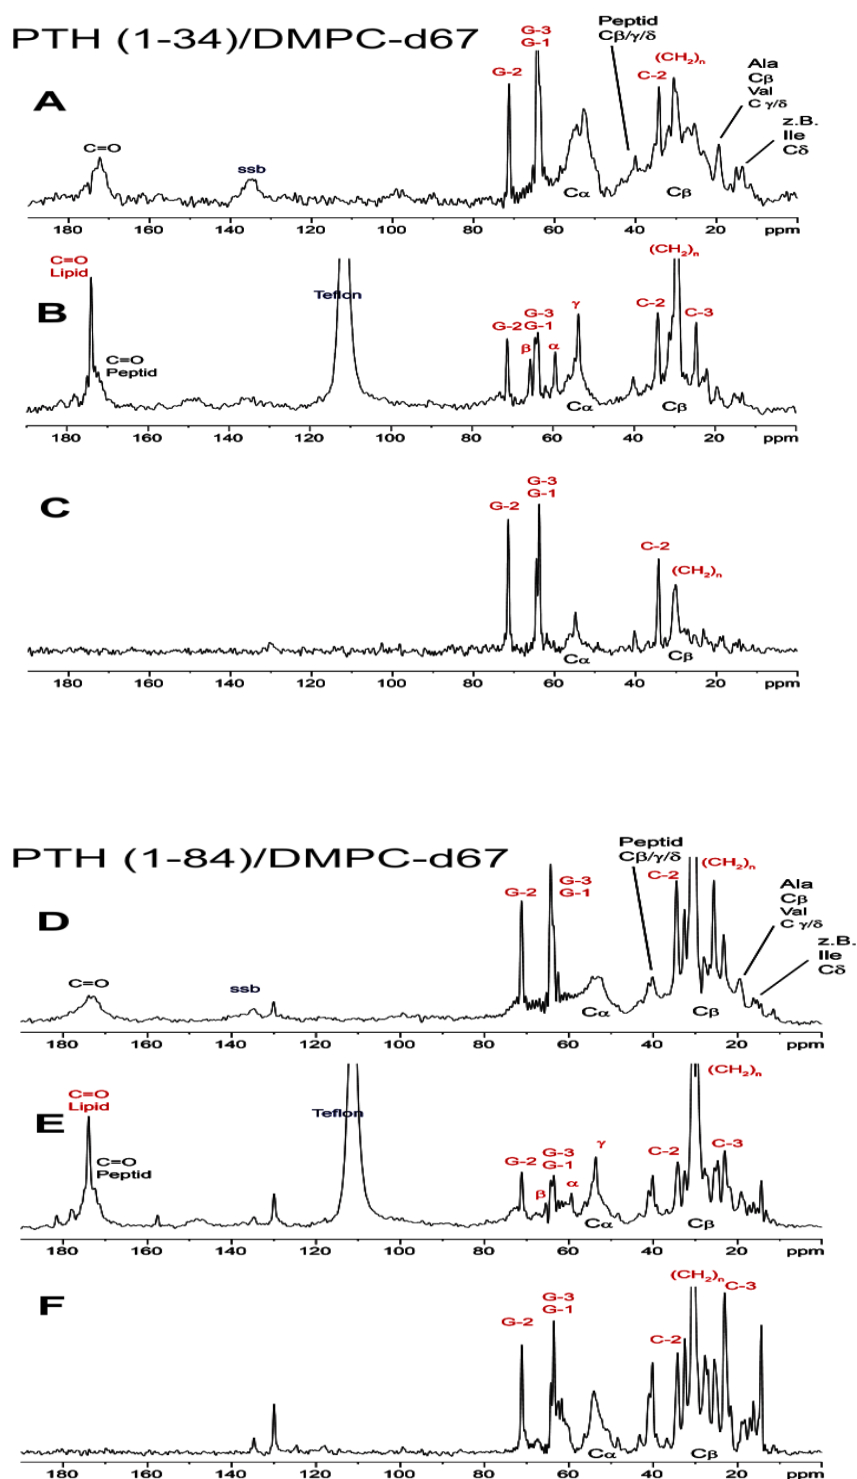 PTH (1-34)/DMPC-d67
A
C=O
ssb
G-2
G-3
G-1
Peptid
Cβ/γ/δ
C-2
(CH₂)ₙ
Ala
Cβ
Val
C γ/δ
z.B.
Ile
Cδ
Cα
Cβ
180 160 140 120 100 80 60 40 20 ppm
B
C=O
Lipid
C=O
Peptid
Teflon
G-2
β
G-3
G-1
α
γ
C-2
(CH₂)ₙ
C-3
Cα
Cβ
180 160 140 120 100 80 60 40 20 ppm
C
G-2
G-3
G-1
C-2
(CH₂)ₙ
Cα
Cβ
180 160 140 120 100 80 60 40 20 ppm
PTH (1-84)/DMPC-d67
D
C=O
ssb
G-2
G-3
G-1
Peptid
Cβ/γ/δ
C-2
(CH₂)ₙ
Ala
Cβ
Val
C γ/δ
z.B.
Ile
Cδ
Cα
Cβ
180 160 140 120 100 80 60 40 20 ppm
E
C=O
Lipid
C=O
Peptid
Teflon
G-2
β
G-3
G-1
α
γ
C-2
(CH₂)ₙ
C-3
Cα
Cβ
180 160 140 120 100 80 60 40 20 ppm
F
G-2
G-3
G-1
C-2
(CH₂)ₙ
C-3
Cα
Cβ
180 160 140 120 100 80 60 40 20 ppm